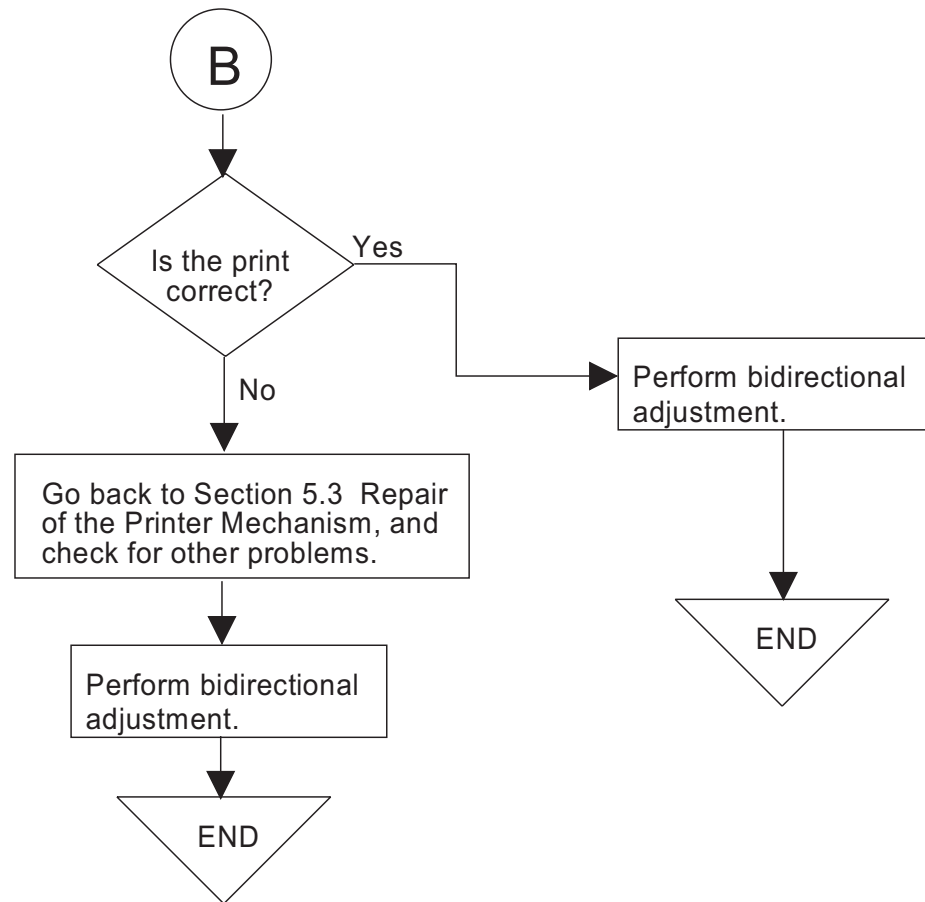 B
Is the print
correct?
Yes
No
Perform bidirectional
adjustment.
END
Go back to Section 5.3  Repair
of the Printer Mechanism, and
check for other problems.
Perform bidirectional
adjustment.
END